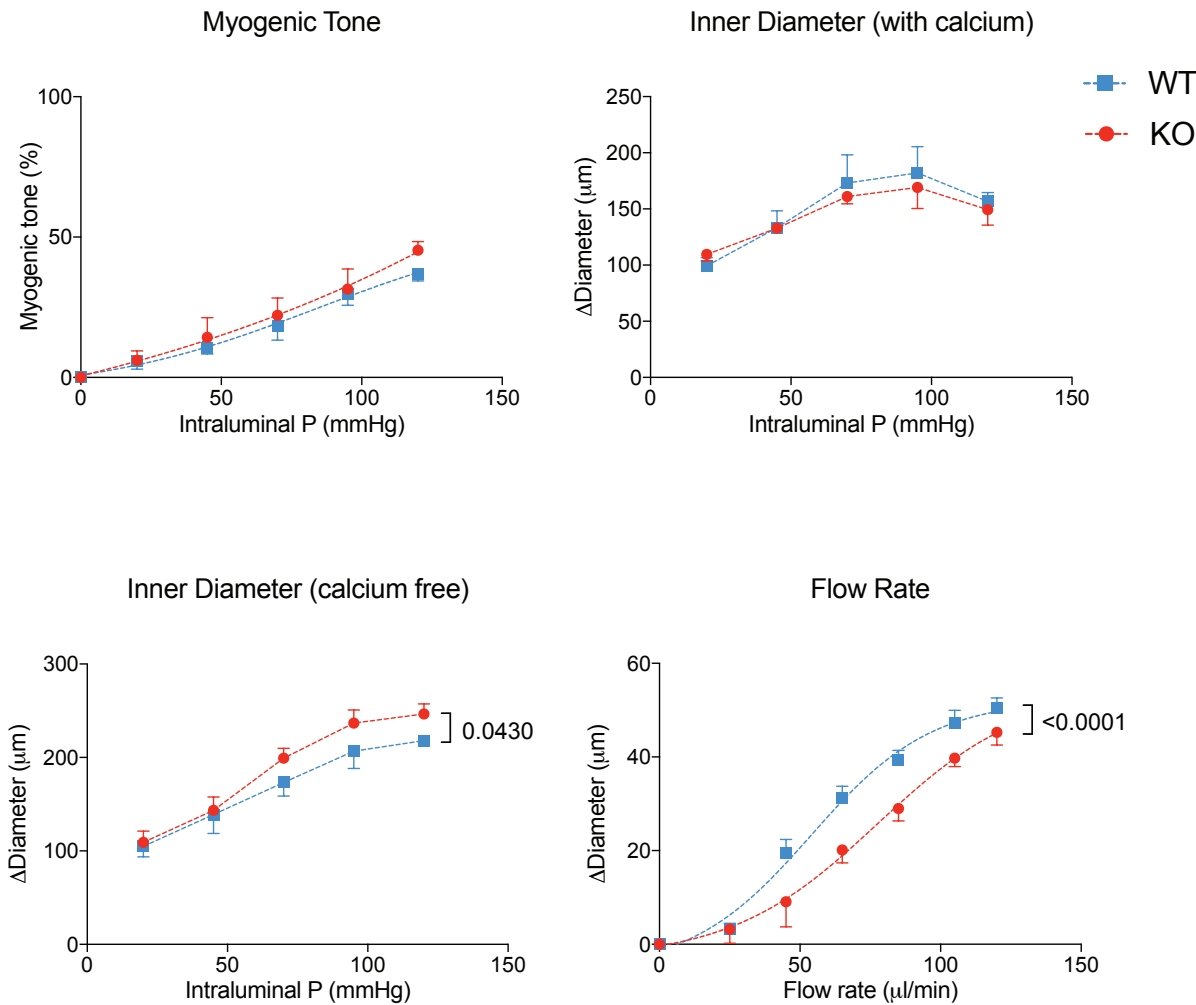 Myogenic Tone
Inner Diameter (with calcium)
WT
KO
Myogenic tone (%)
100
50
0
0 50 100 150
Intraluminal P (mmHg)
ΔDiameter (μm)
250
200
150
100
50
0
0 50 100 150
Intraluminal P (mmHg)
Inner Diameter (calcium free)
Flow Rate
ΔDiameter (μm)
300
200
100
0
0.0430
0 50 100 150
Intraluminal P (mmHg)
ΔDiameter (μm)
60
40
20
0
<0.0001
0 50 100 150
Flow rate (μl/min)